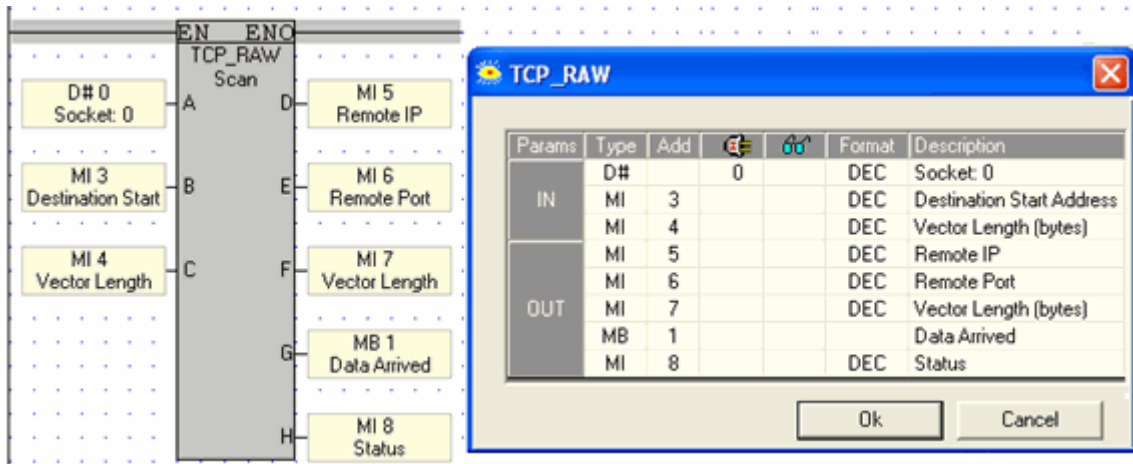 EN ENO
TCP_RAW
Scan
D# 0
Socket: 0
A
D
MI 5
Remote IP
MI 3
Destination Start
B
E
MI 6
Remote Port
MI 4
Vector Length
C
F
MI 7
Vector Length
G
MB 1
Data Arrived
H
MI 8
Status
TCP_RAW
Params Type Add Format Description
IN
D# 0 DEC Socket: 0
MI 3 DEC Destination Start Address
MI 4 DEC Vector Length (bytes)
OUT
MI 5 DEC Remote IP
MI 6 DEC Remote Port
MI 7 DEC Vector Length (bytes)
MB 1 Data Arrived
MI 8 DEC Status
Ok Cancel